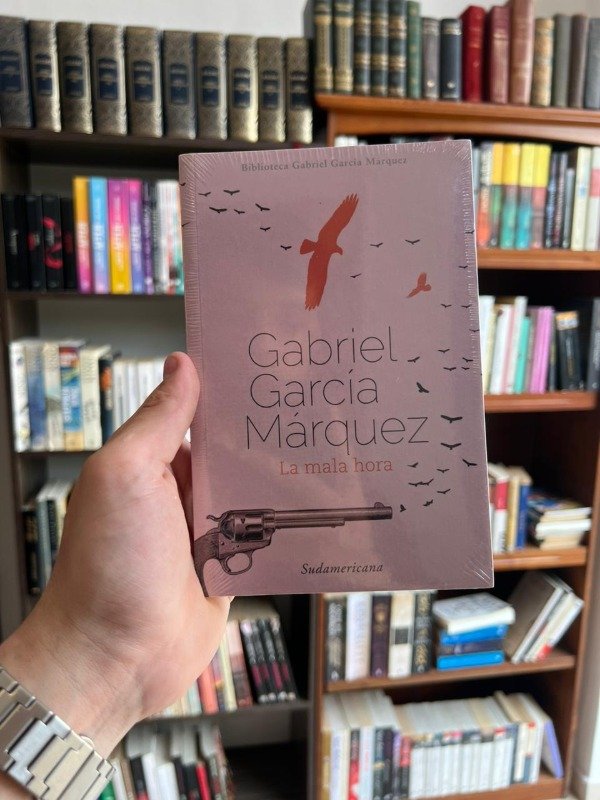 Biblioteca Gabriel García Márquez
Gabriel
García
Márquez
La mala hora
Sudamericana